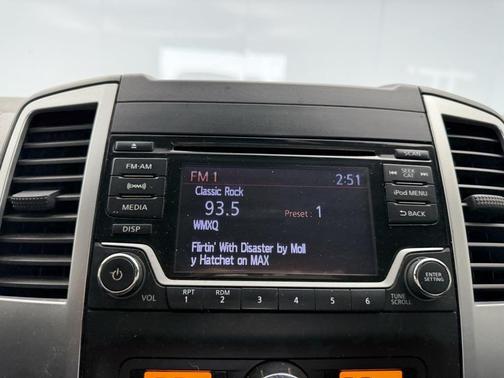 SCAN
FM·AM
(XM)
MEDIA
DISP
FM 1 2:51
Classic Rock
93.5 Preset : 1
WMXQ
Flirtin' With Disaster by Moll
y Hatchet on MAX
SEEK
CAT
iPod MENU
BACK
VOL
RPT
1
RDM
2
3
4
5
6
TUNE
SCROLL
ENTER
SETTING